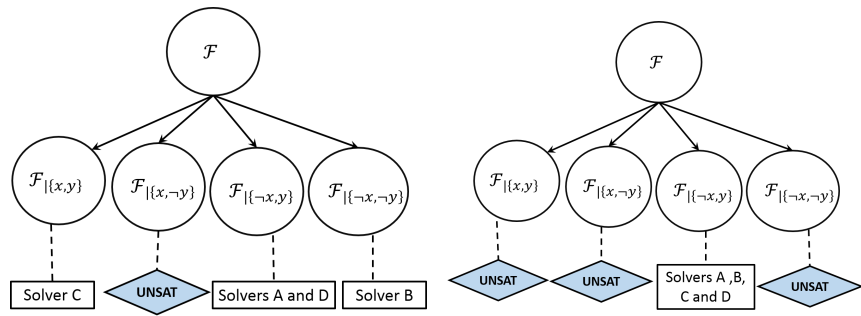 ℱ
ℱ|{x,y}
ℱ|{x,¬y}
ℱ|{¬x,y}
ℱ|{¬x,¬y}
Solver C
UNSAT
Solvers A and D
Solver B
ℱ
ℱ|{x,y}
ℱ|{x,¬y}
ℱ|{¬x,y}
ℱ|{¬x,¬y}
UNSAT
UNSAT
Solvers A ,B,
C and D
UNSAT